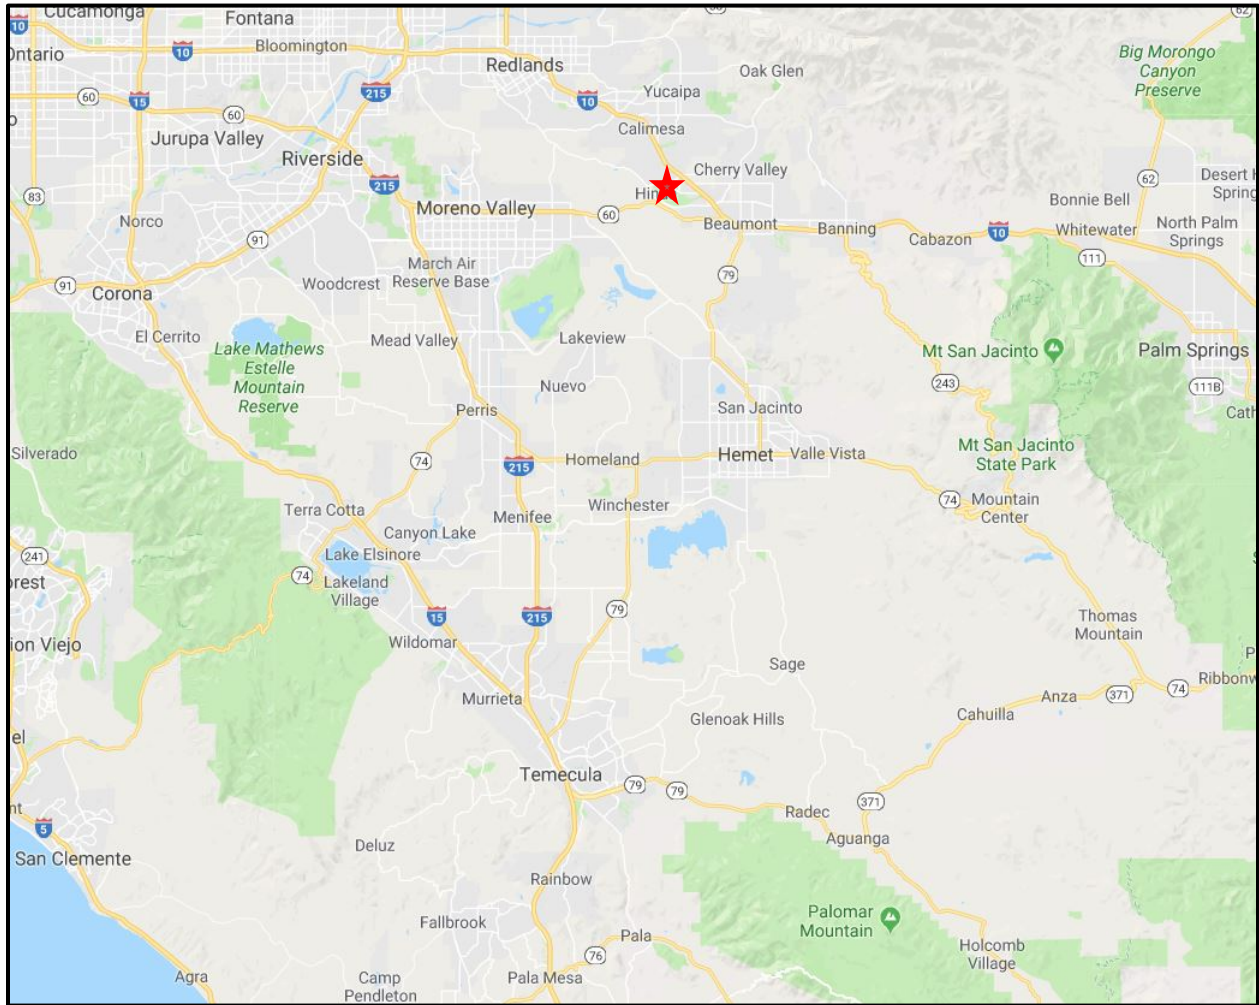 Cucamonga
Fontana
10
Ontario
10
Bloomington
Redlands
Oak Glen
62
Big Morongo
Canyon
Preserve
60
15
215
10
Yucaipa
60
Jurupa Valley
Calimesa
Riverside
Cherry Valley
83
215
62
Moreno Valley
60
Bonnie Bell
Norco
Beaumont
Banning
10
Whitewater
North Palm
Springs
91
Cabazon
March Air
Reserve Base
79
111
91
Woodcrest
Corona
El Cerrito
Mead Valley
Lakeview
Lake Mathews
Estelle
Mountain
Reserve
Mt San Jacinto
Palm Springs
Nuevo
243
111B
Perris
San Jacinto
Silverado
74
215
Homeland
Hemet
Valle Vista
Mt San Jacinto
State Park
Terra Cotta
Menifee
Winchester
74
Mountain
Center
Canyon Lake
241
Lake Elsinore
74
Lakeland
Village
15
215
79
Thomas
Mountain
Wildomar
Sage
Murrieta
Anza
371
74
Glenoak Hills
Cahuilla
Temecula
79
79
371
Radec
5
Aguanga
San Clemente
Deluz
Rainbow
Palomar
Mountain
Fallbrook
Pala
76
Holcomb
Village
Agra
Camp
Pendleton
Pala Mesa